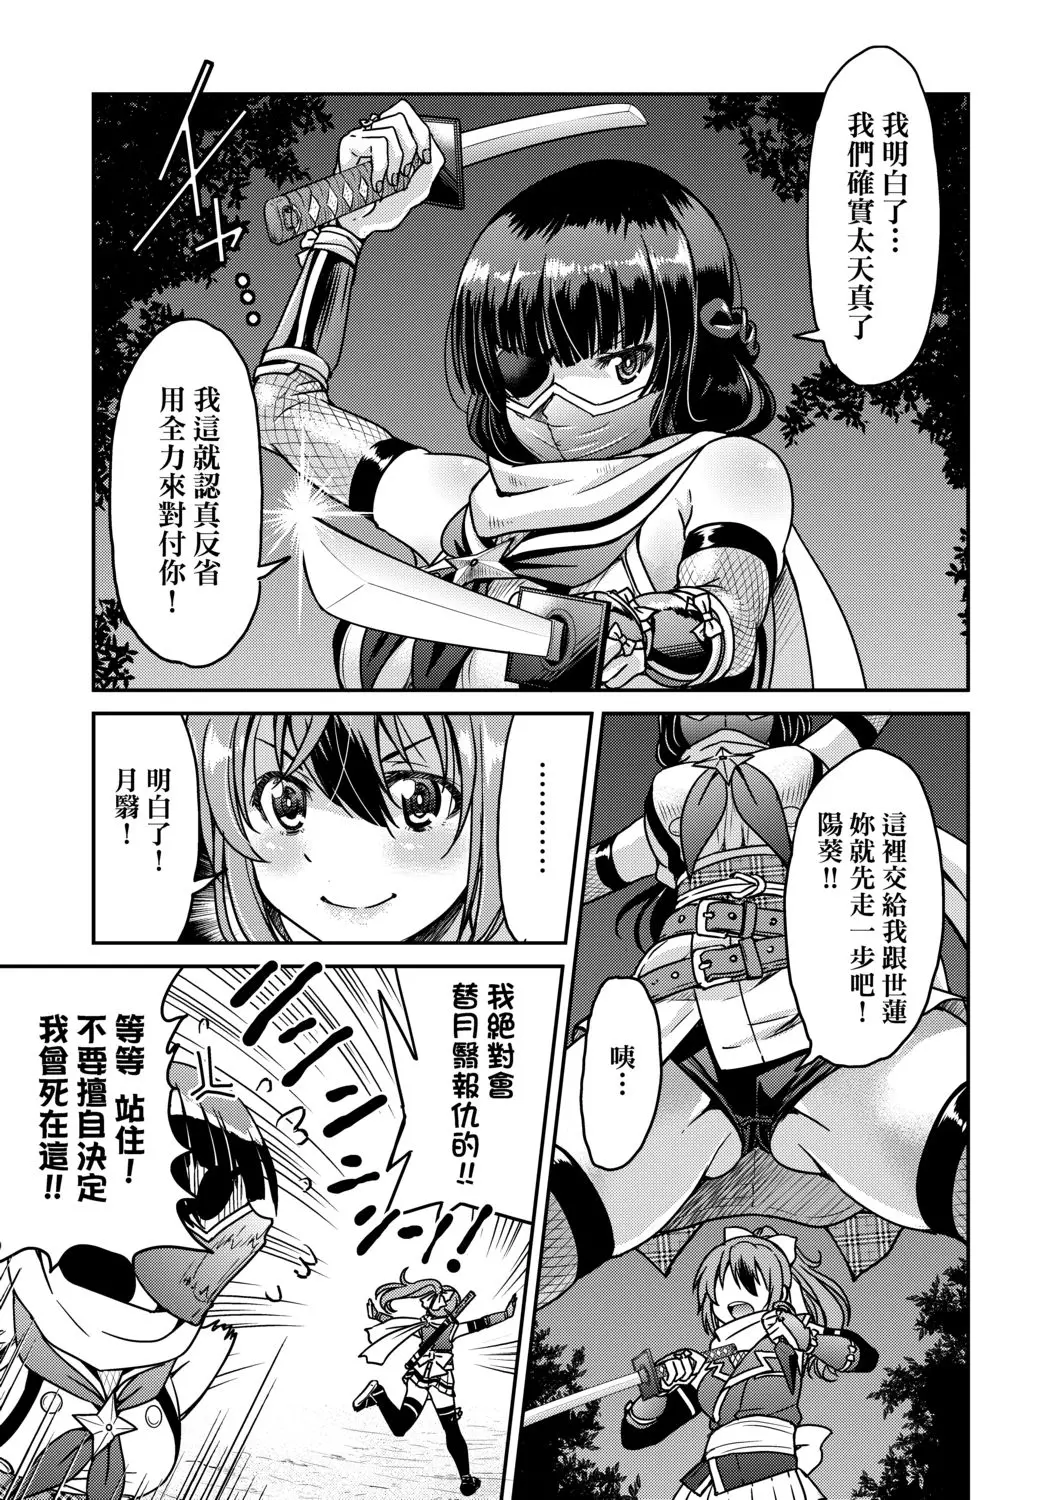 我明白了…
我們確實太天真了
…
我這就認真反省
用全力來對付你！
這裡交給我跟世蓮
妳就先走一步吧！
陽葵!!
咦…
………
明白了！
月翳！
我絕對會
替月翳報仇的!!
等等 站住！
不要擅自決定
我會死在這!!